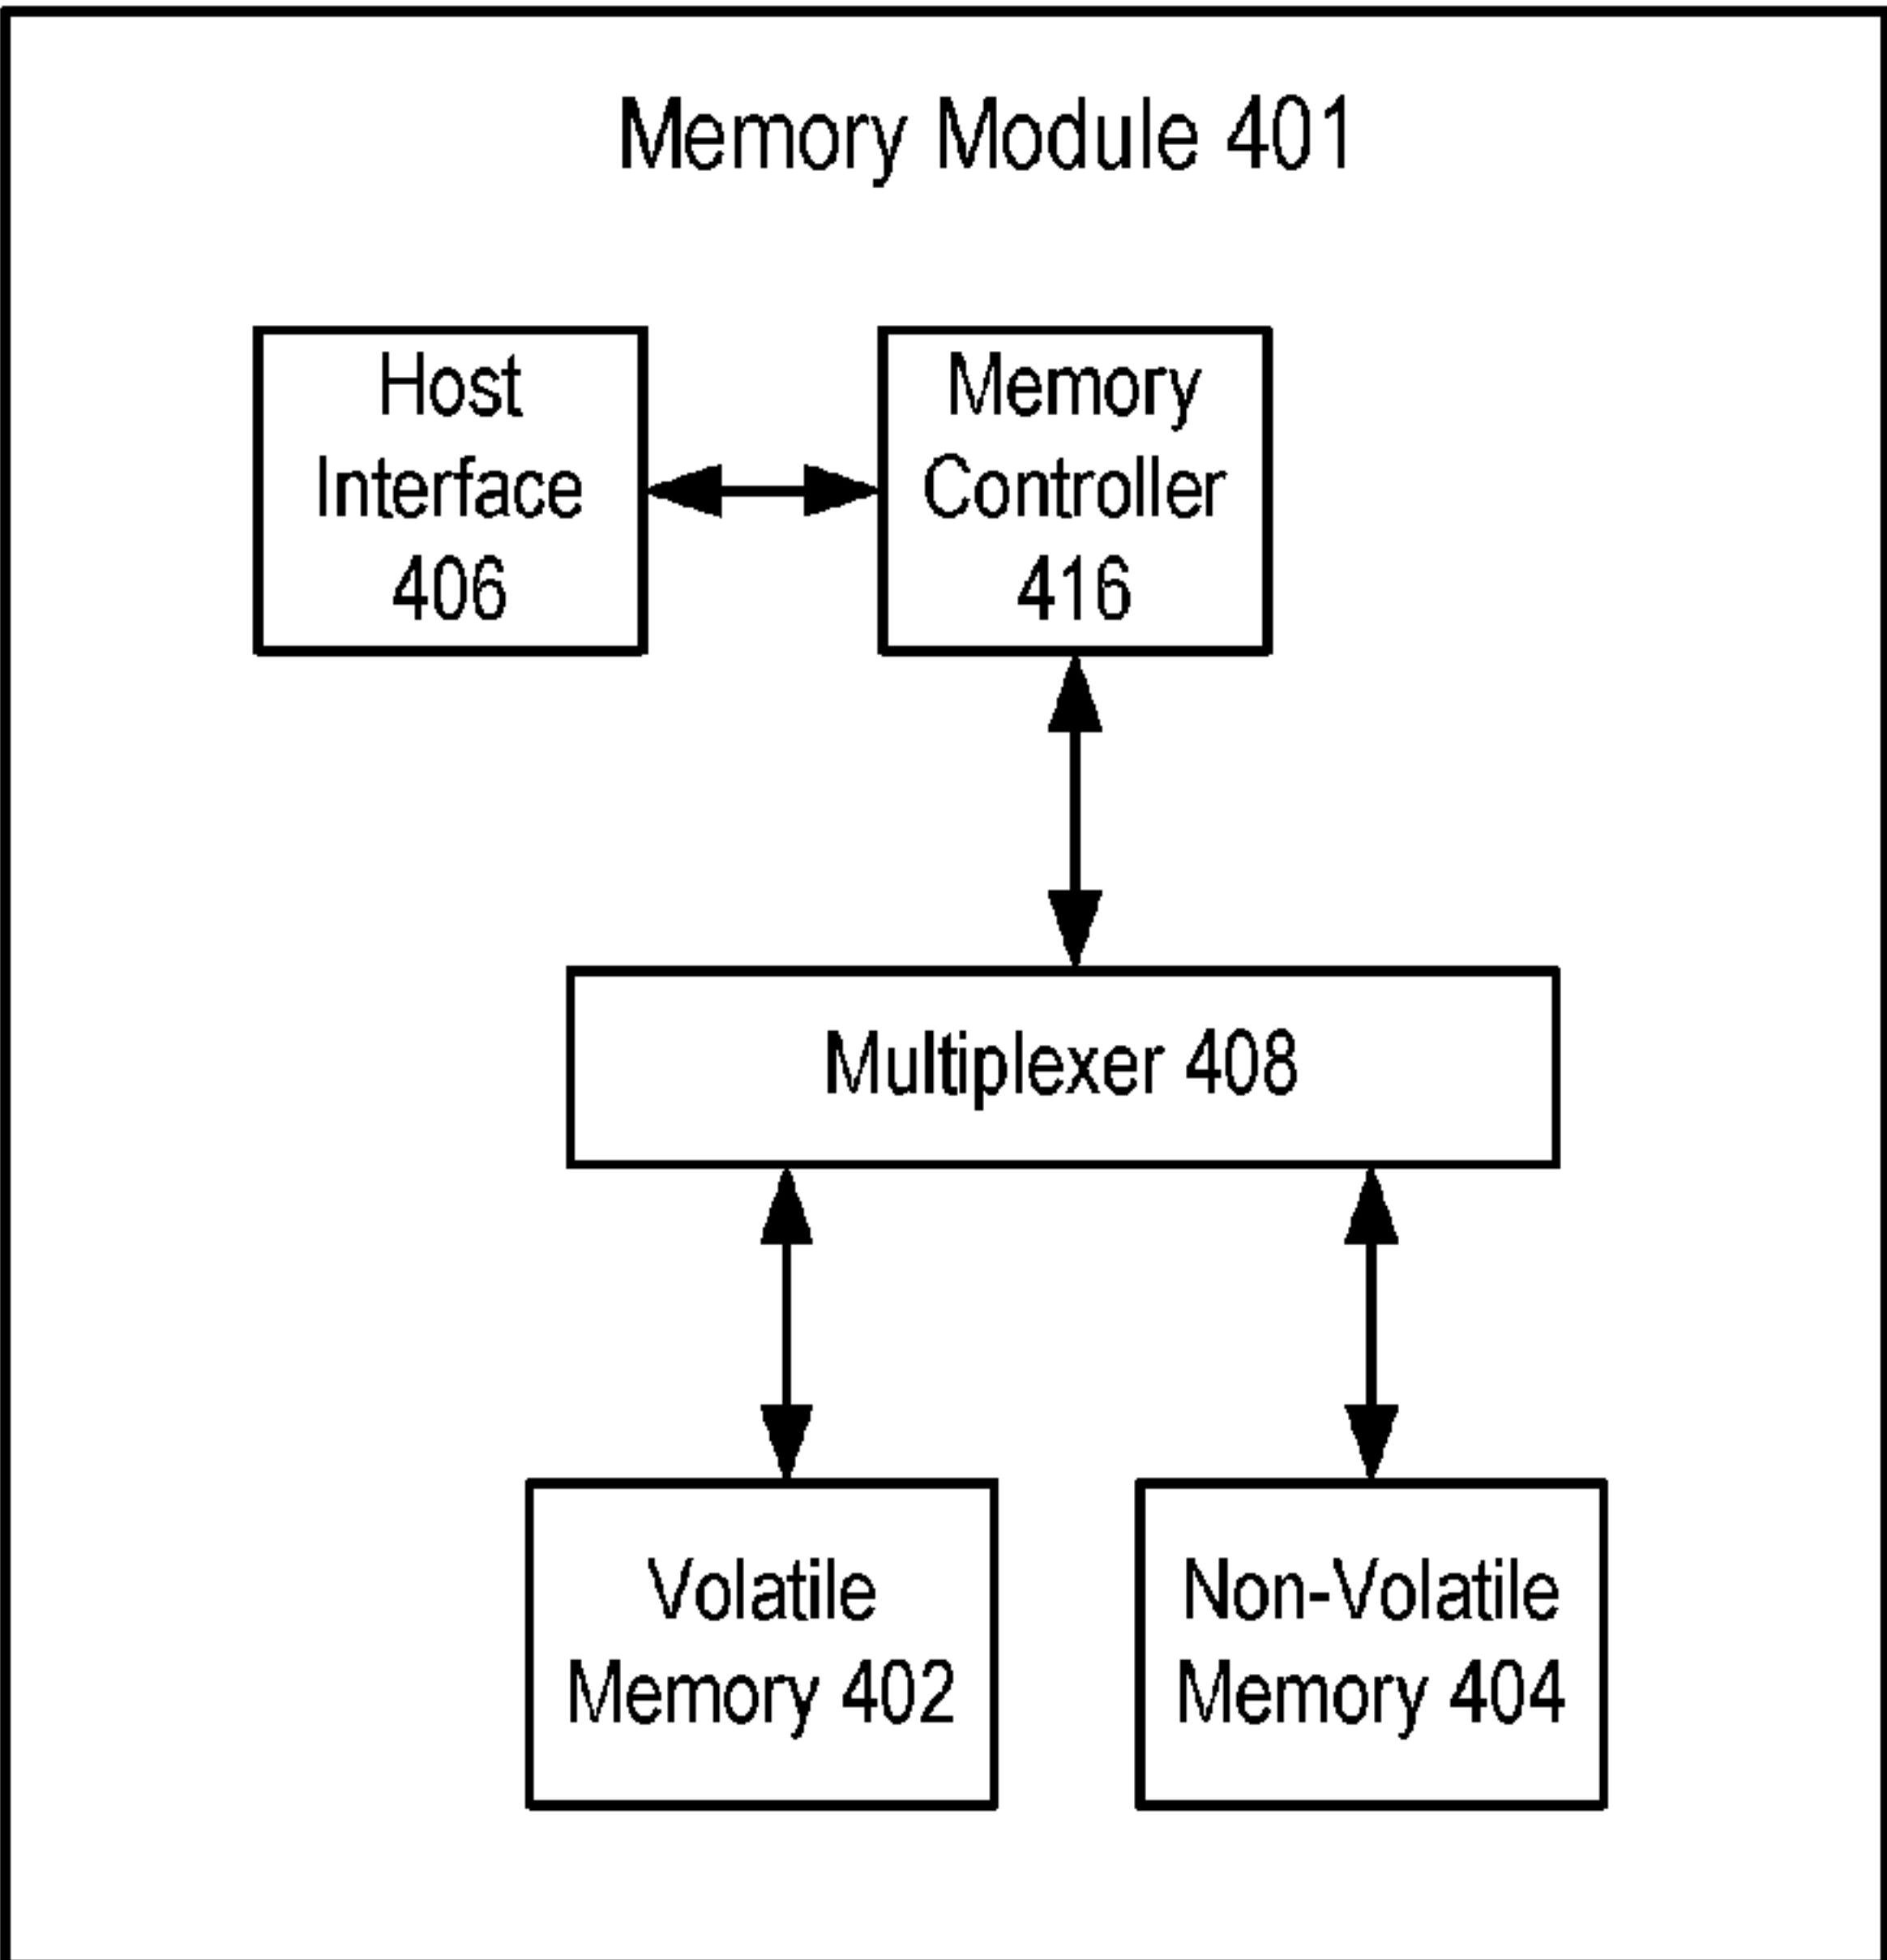 Memory Module 401
Host
Interface
406
Memory
Controller
416
Multiplexer 408
Volatile
Memory 402
Non-Volatile
Memory 404